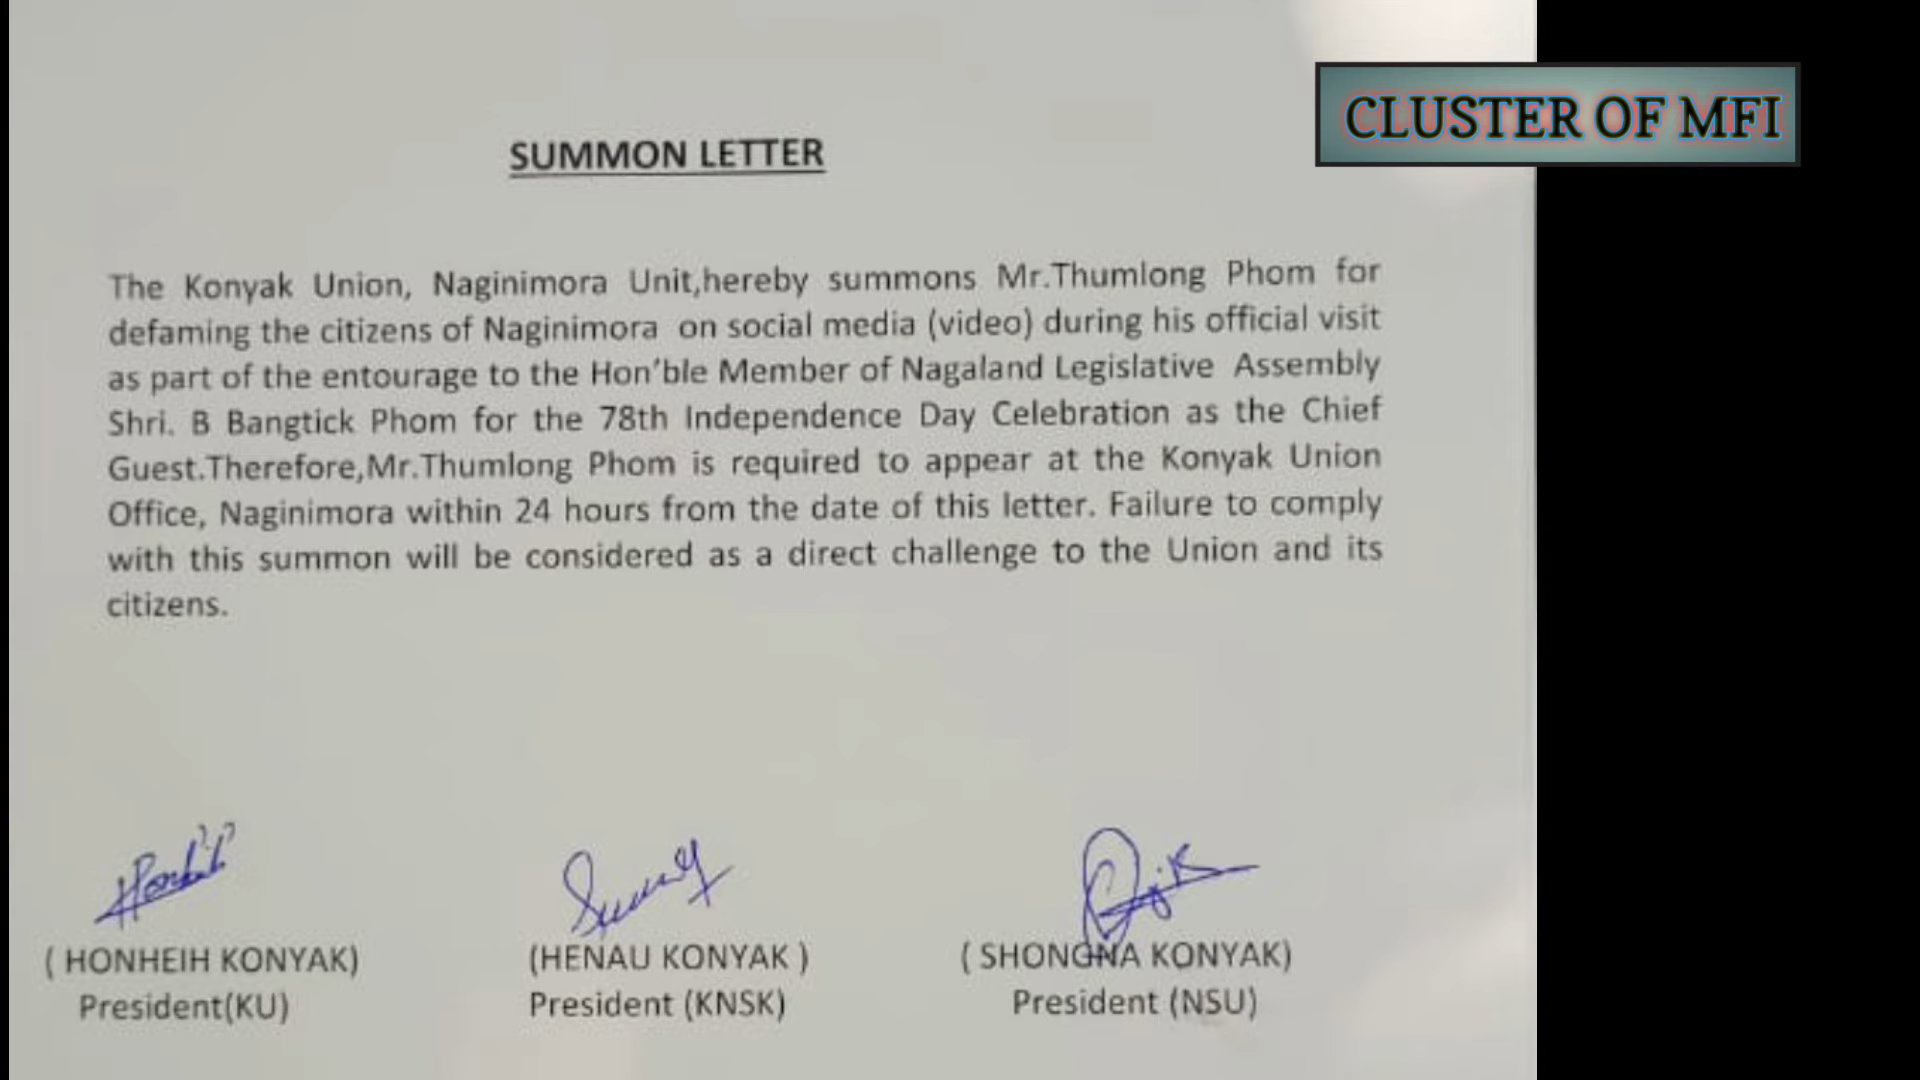 CLUSTER OF MFI
SUMMON LETTER
The Konyak Union, Naginimora Unit,hereby summons Mr.Thumlong Phom for
defaming the citizens of Naginimora on social media (video) during his official visit
as part of the entourage to the Hon'ble Member of Nagaland Legislative Assembly
Shri. B Bangtick Phom for the 78th Independence Day Celebration as the Chief
Guest.Therefore,Mr.Thumlong Phom is required to appear at the Konyak Union
Office, Naginimora within 24 hours from the date of this letter. Failure to comply
with this summon will be considered as a direct challenge to the Union and its
citizens.
( HONHEIH KONYAK) (HENAU KONYAK ) ( SHONGNA KONYAK)
President(KU) President (KNSK) President (NSU)